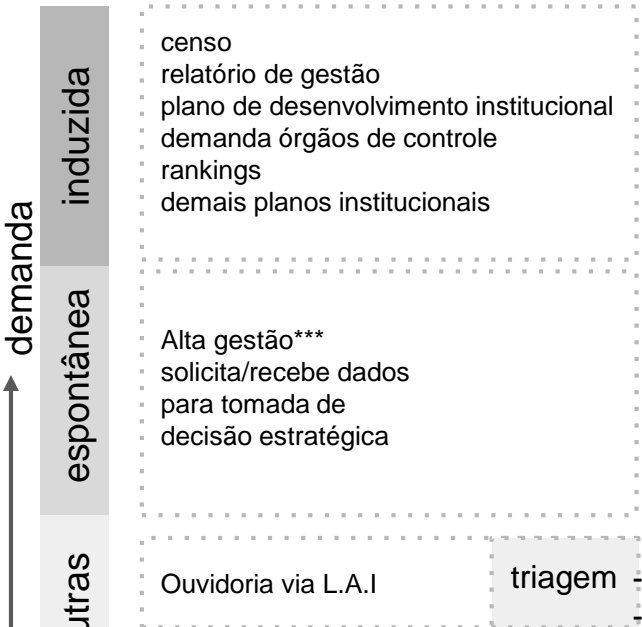 demanda
induzida
censo
relatório de gestão
plano de desenvolvimento institucional
demanda órgãos de controle
rankings
demais planos institucionais
espontânea
Alta gestão***
solicita/recebe dados
para tomada de
decisão estratégica
Ouvidoria via L.A.I
triagem